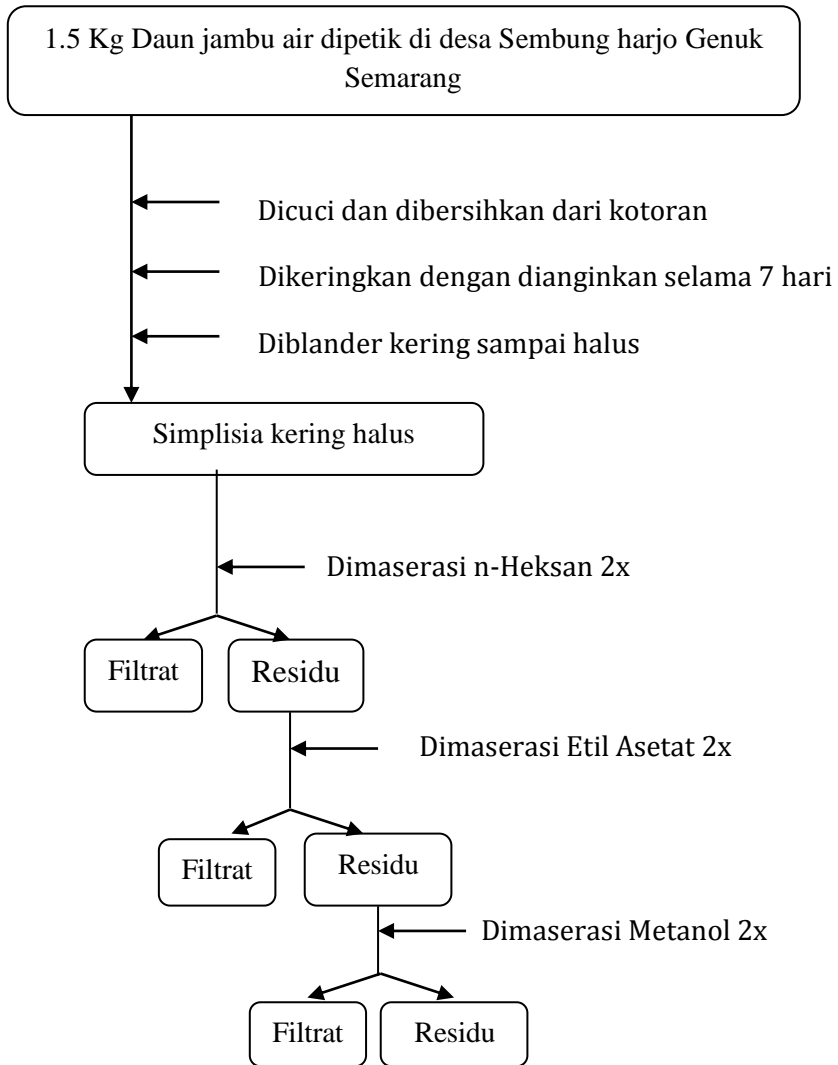 1.5 Kg Daun jambu air dipetik di desa Sembung harjo Genuk
Semarang
Dicuci dan dibersihkan dari kotoran
Dikeringkan dengan dianginkan selama 7 hari
Diblander kering sampai halus
Simplisia kering halus
Dimaserasi n-Heksan 2x
Filtrat
Residu
Dimaserasi Etil Asetat 2x
Filtrat
Residu
Dimaserasi Metanol 2x
Filtrat
Residu